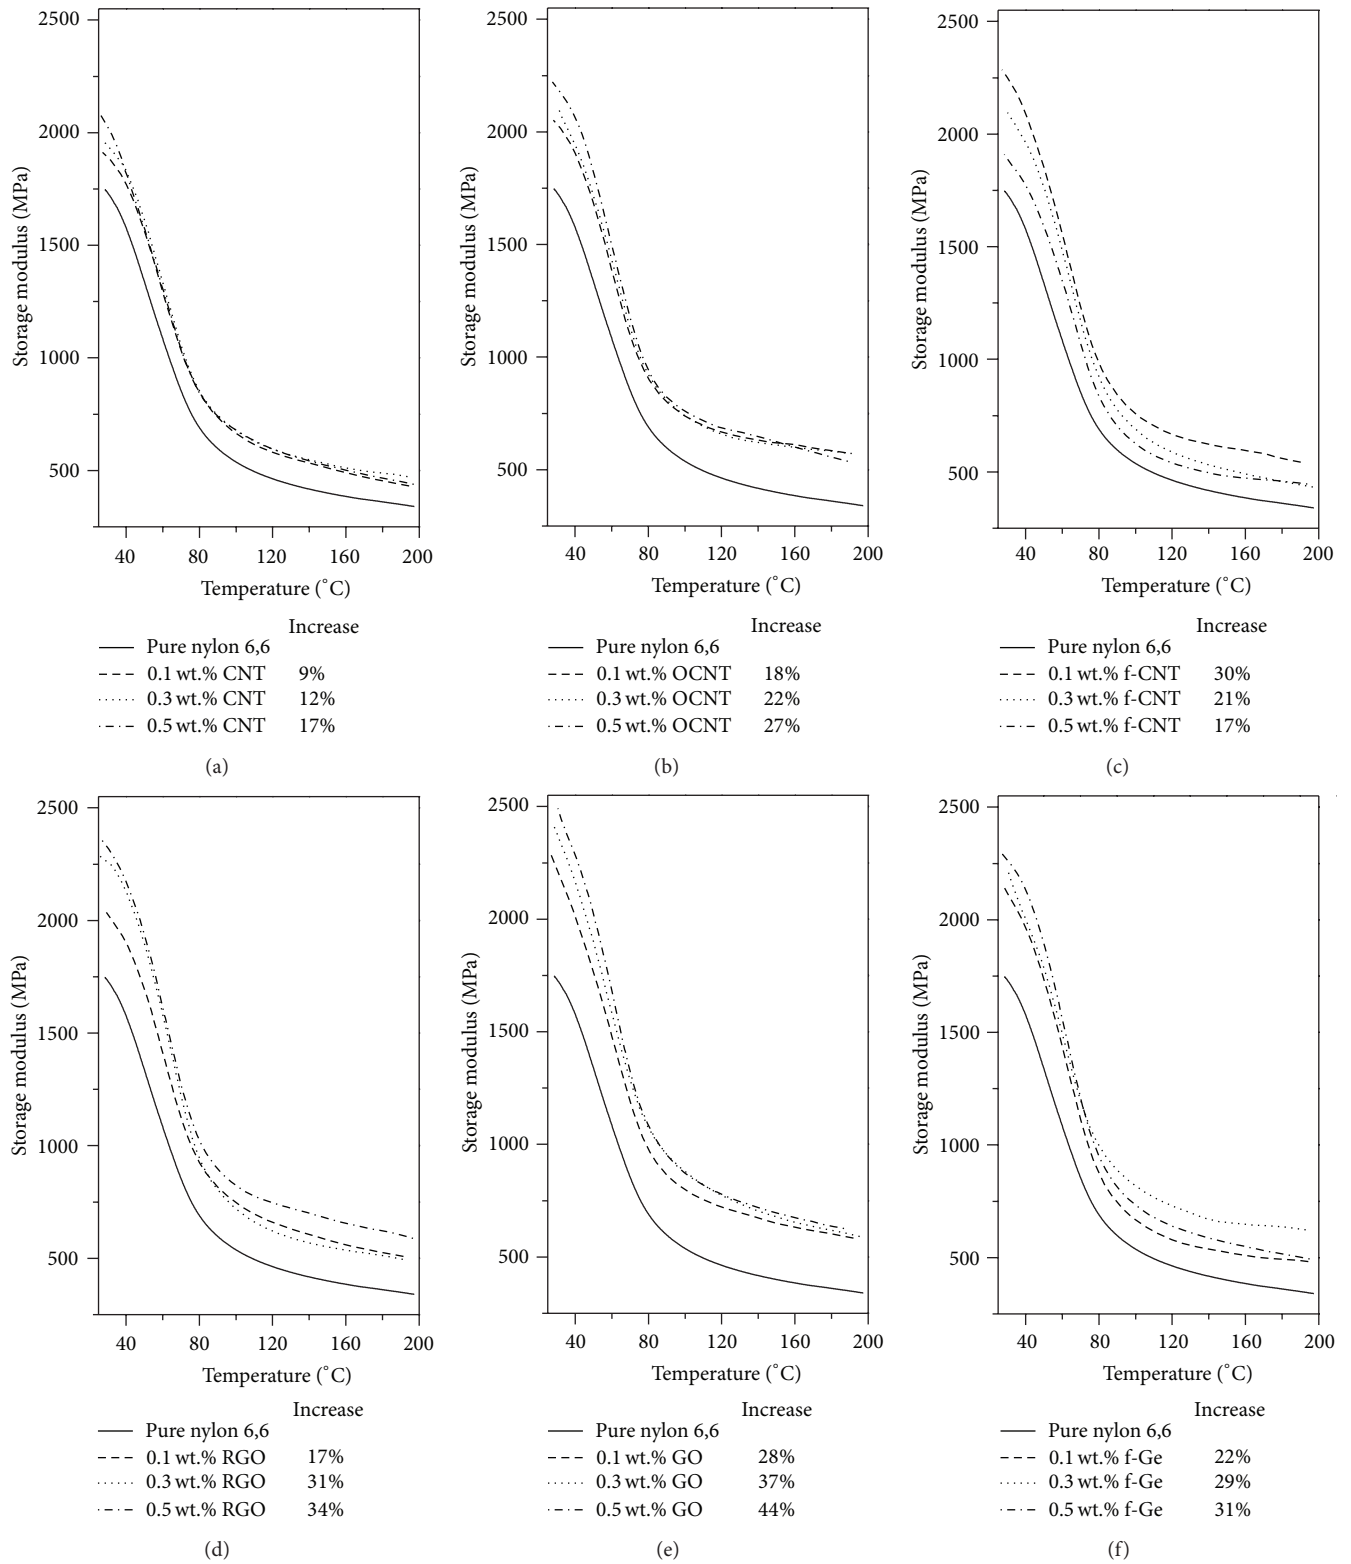 2500
2000
1500
1000
500
Storage modulus (MPa)
40 80 120 160 200
Temperature (˚C)
Increase
Pure nylon 6,6
0.1 wt.% CNT 9%
0.3 wt.% CNT 12%
0.5 wt.% CNT 17%
(a)
2500
2000
1500
1000
500
Storage modulus (MPa)
40 80 120 160 200
Temperature (˚C)
Increase
Pure nylon 6,6
0.1 wt.% OCNT 18%
0.3 wt.% OCNT 22%
0.5 wt.% OCNT 27%
(b)
2500
2000
1500
1000
500
Storage modulus (MPa)
40 80 120 160 200
Temperature (˚C)
Increase
Pure nylon 6,6
0.1 wt.% f-CNT 30%
0.3 wt.% f-CNT 21%
0.5 wt.% f-CNT 17%
(c)
2500
2000
1500
1000
500
Storage modulus (MPa)
40 80 120 160 200
Temperature (˚C)
Increase
Pure nylon 6,6
0.1 wt.% RGO 17%
0.3 wt.% RGO 31%
0.5 wt.% RGO 34%
(d)
2500
2000
1500
1000
500
Storage modulus (MPa)
40 80 120 160 200
Temperature (˚C)
Increase
Pure nylon 6,6
0.1 wt.% GO 28%
0.3 wt.% GO 37%
0.5 wt.% GO 44%
(e)
2500
2000
1500
1000
500
Storage modulus (MPa)
40 80 120 160 200
Temperature (˚C)
Increase
Pure nylon 6,6
0.1 wt.% f-Ge 22%
0.3 wt.% f-Ge 29%
0.5 wt.% f-Ge 31%
(f)